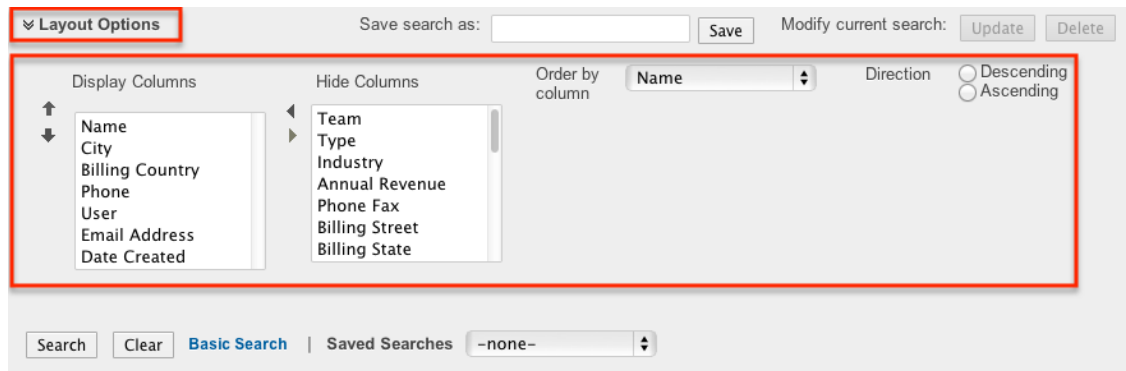 Layout Options
Save search as:
Save
Modify current search:
Update
Delete
Display Columns
Name
City
Billing Country
Phone
User
Email Address
Date Created
Hide Columns
Team
Type
Industry
Annual Revenue
Phone Fax
Billing Street
Billing State
Order by
column
Name
Direction
Descending
Ascending
Search
Clear
Basic Search
|
Saved Searches
-none-